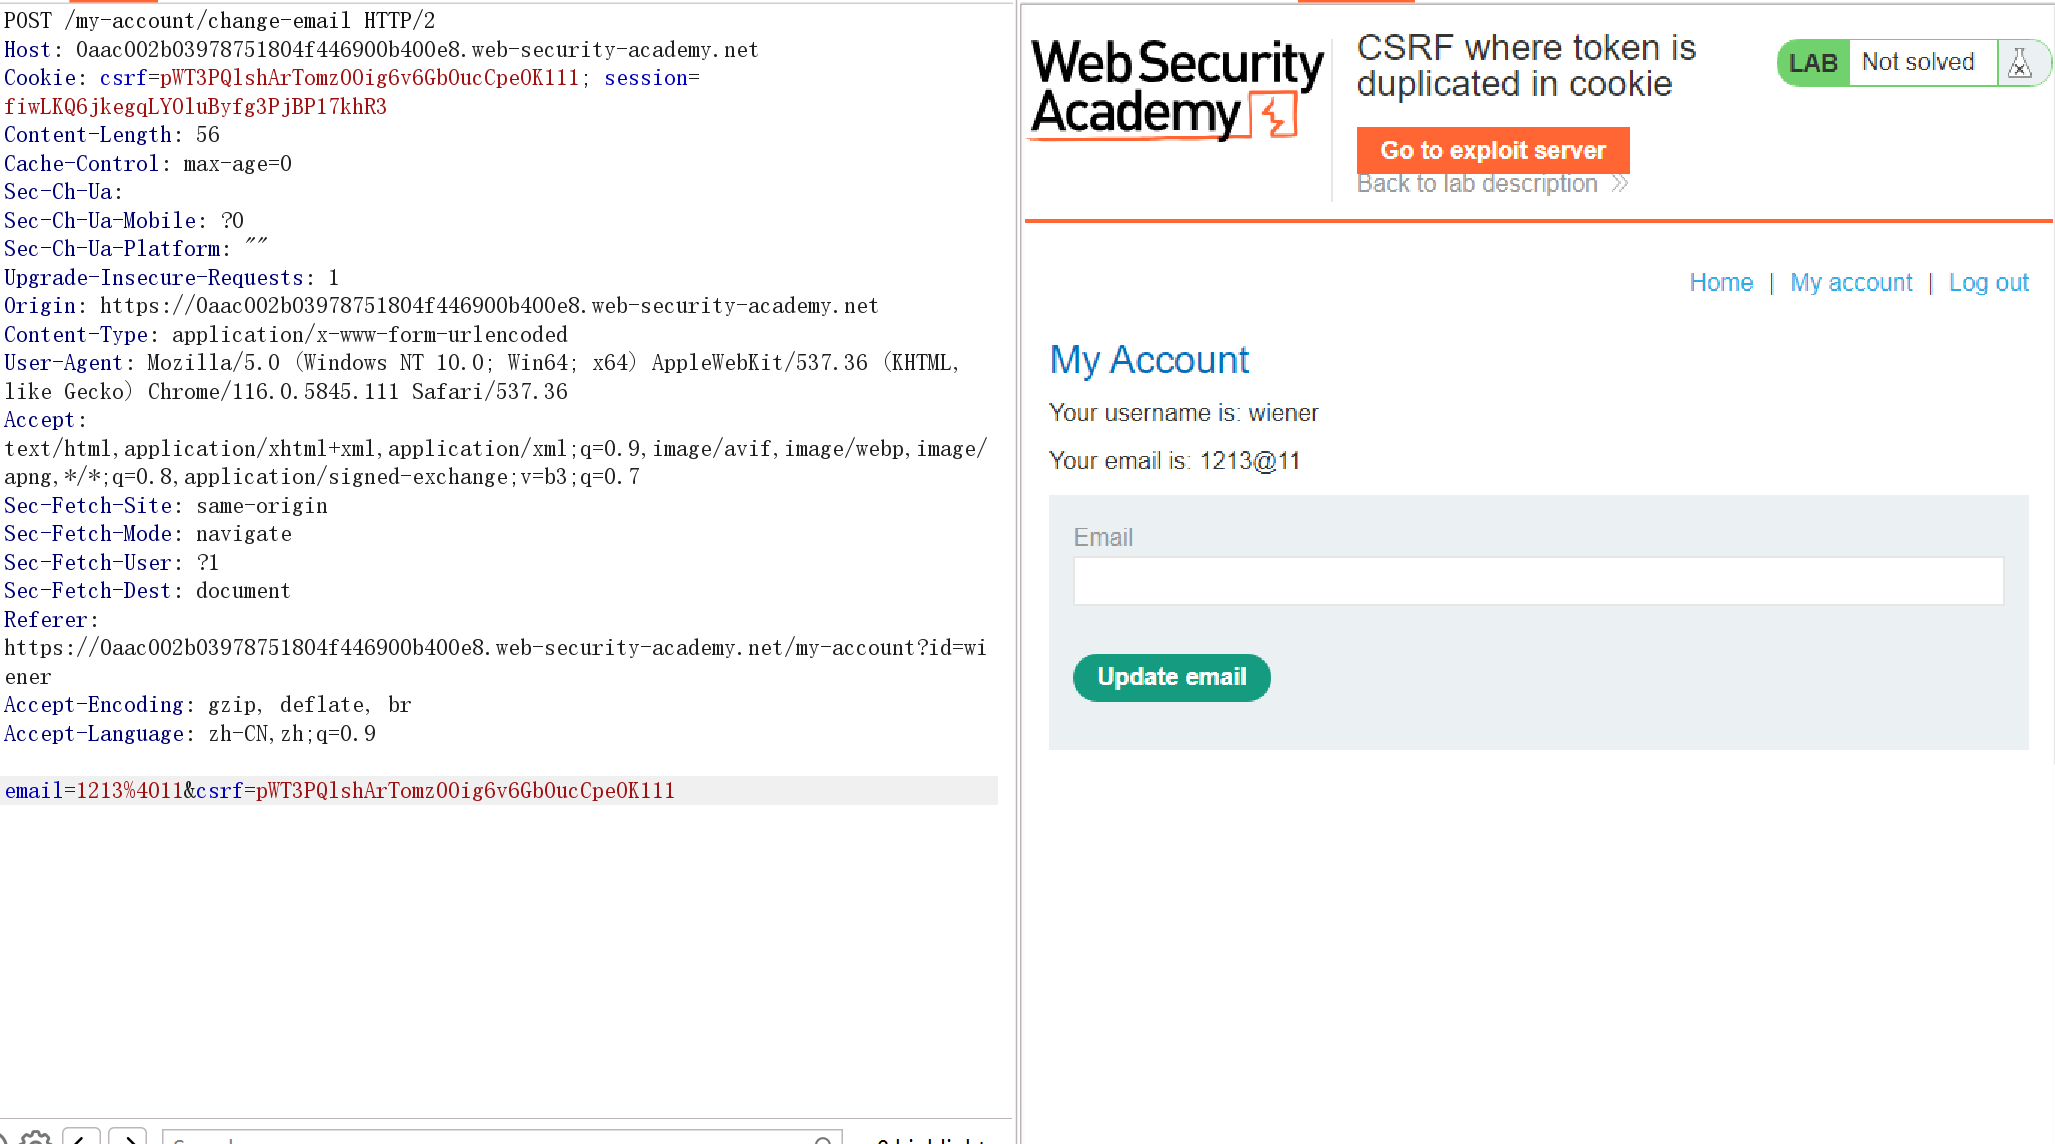 POST /my-account/change-email HTTP/2
Host: 0aac002b03978751804f446900b400e8.web-security-academy.net
Cookie: csrf=pWT3PQlshArTomz00ig6v6Gb0ucCpe0K111; session=
fiwLKQ6jkegqLY0luByfg3PjBP17khR3
Content-Length: 56
Cache-Control: max-age=0
Sec-Ch-Ua:
Sec-Ch-Ua-Mobile: ?0
Sec-Ch-Ua-Platform: ""
Upgrade-Insecure-Requests: 1
Origin: https://0aac002b03978751804f446900b400e8.web-security-academy.net
Content-Type: application/x-www-form-urlencoded
User-Agent: Mozilla/5.0 (Windows NT 10.0; Win64; x64) AppleWebKit/537.36 (KHTML,
like Gecko) Chrome/116.0.5845.111 Safari/537.36
Accept:
text/html,application/xhtml+xml,application/xml;q=0.9,image/avif,image/webp,image/
apng,*/*;q=0.8,application/signed-exchange;v=b3;q=0.7
Sec-Fetch-Site: same-origin
Sec-Fetch-Mode: navigate
Sec-Fetch-User: ?1
Sec-Fetch-Dest: document
Referer:
https://0aac002b03978751804f446900b400e8.web-security-academy.net/my-account?id=wi
ener
Accept-Encoding: gzip, deflate, br
Accept-Language: zh-CN,zh;q=0.9
email=1213%4011&csrf=pWT3PQlshArTomz00ig6v6Gb0ucCpe0K111
Web Security
Academy
CSRF where token is
duplicated in cookie
LAB Not solved
Go to exploit server
Back to lab description
Home | My account | Log out
My Account
Your username is: wiener
Your email is: 1213@11
Email
Update email